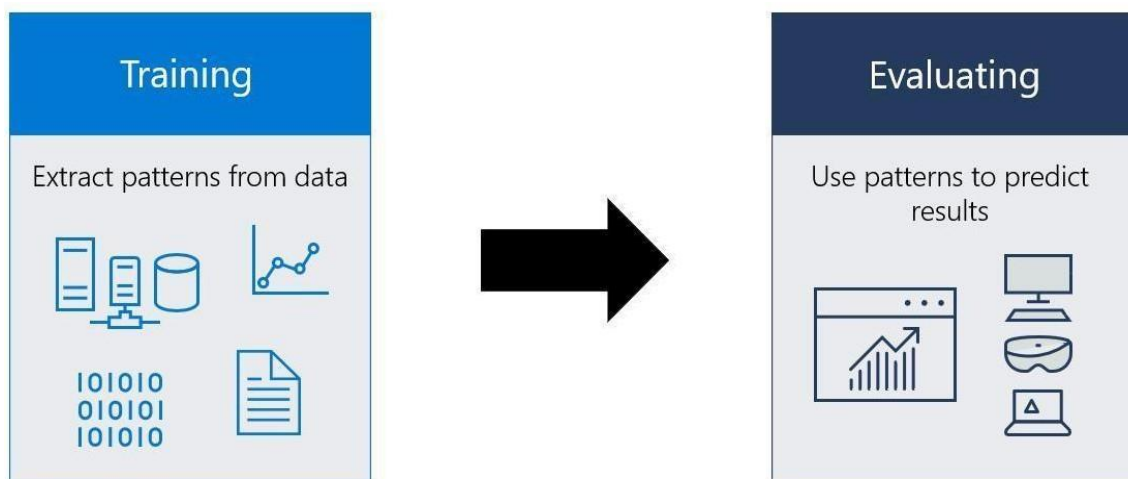 Training
Extract patterns from data
101010
010101
101010
Evaluating
Use patterns to predict
results